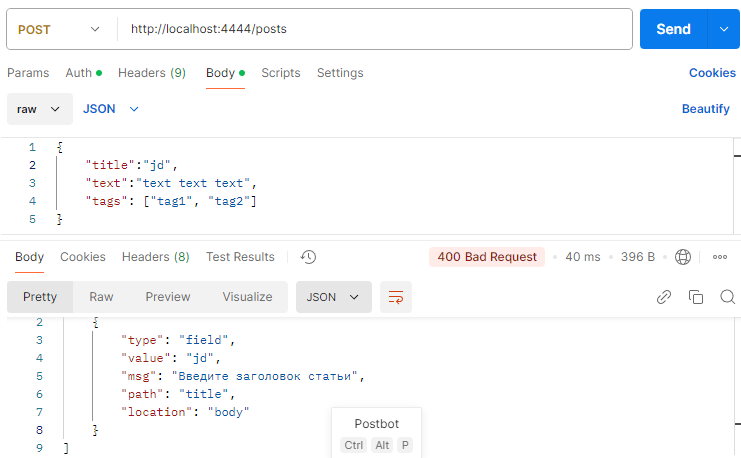 POST http://localhost:4444/posts Send
Params Auth Headers (9) Body Scripts Settings Cookies
raw JSON Beautify
1 {
2 "title":"jd",
3 "text":"text text text",
4 "tags": ["tag1", "tag2"]
5 }
Body Cookies Headers (8) Test Results 400 Bad Request 40 ms 396 B
Pretty Raw Preview Visualize JSON
2 {
3 "type": "field",
4 "value": "jd",
5 "msg": "Введите заголовок статьи",
6 "path": "title",
7 "location": "body"
8 }
9 ]
Postbot
Ctrl Alt P